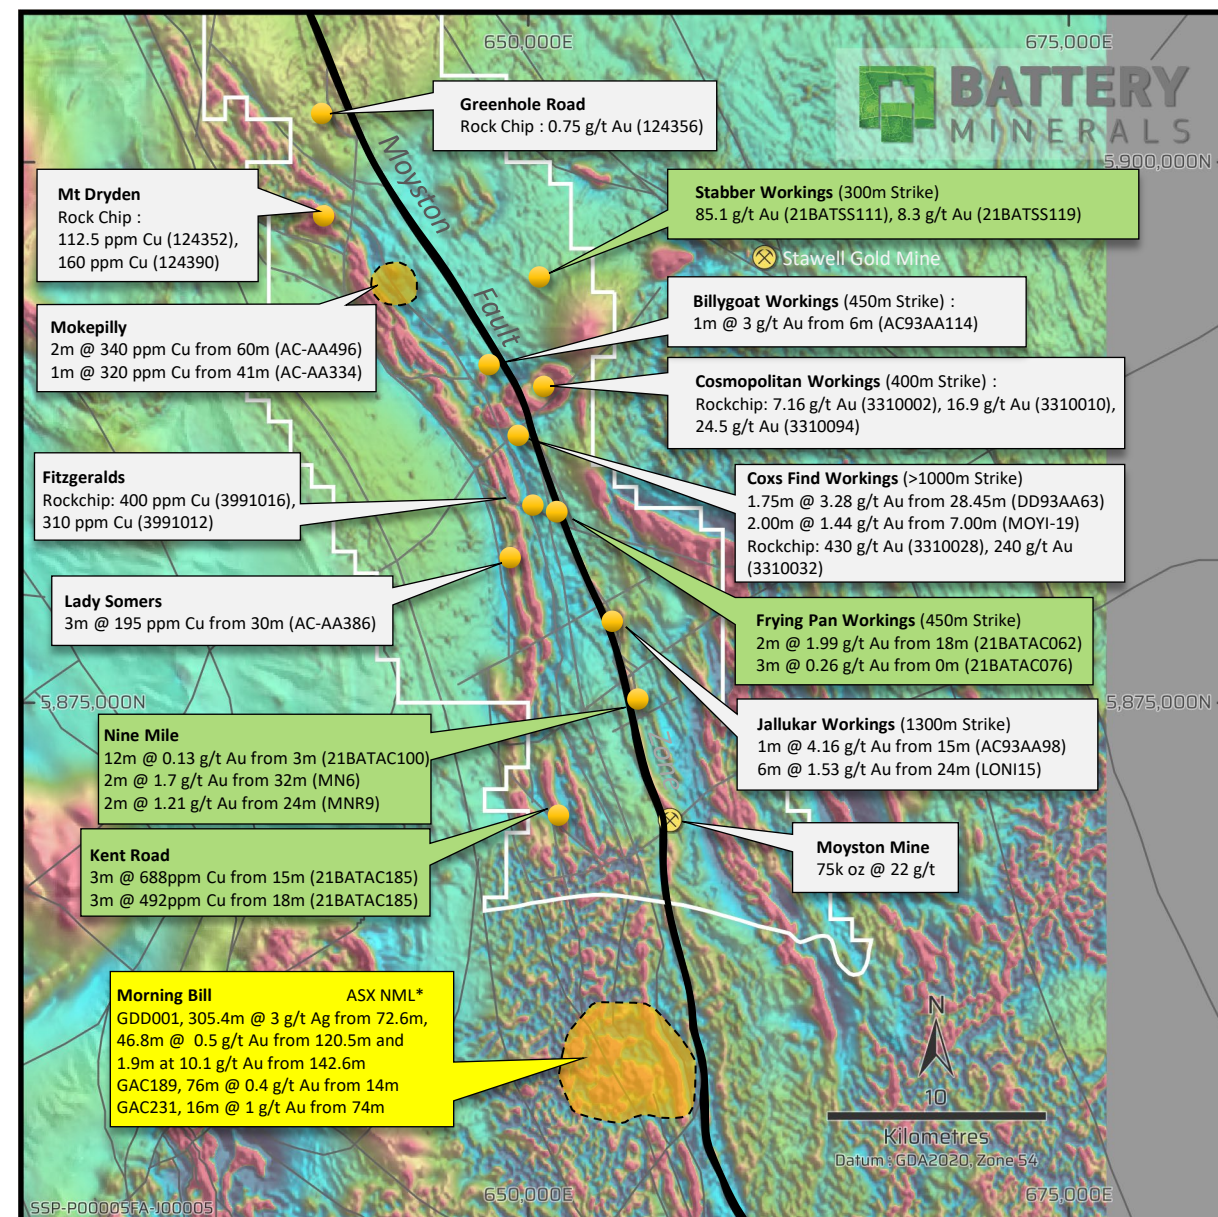 650,000E
675,000E
BATTERY
MINERALS
5,900,000N
Greenhole Road
Rock Chip : 0.75 g/t Au (124356)
Moyston
Fault
Mt Dryden
Rock Chip :
112.5 ppm Cu (124352),
160 ppm Cu (124390)
Stabber Workings (300m Strike)
85.1 g/t Au (21BATSS111), 8.3 g/t Au (21BATSS119)
Stawell Gold Mine
Billygoat Workings (450m Strike) :
1m @ 3 g/t Au from 6m (AC93AA114)
Mokepilly
2m @ 340 ppm Cu from 60m (AC-AA496)
1m @ 320 ppm Cu from 41m (AC-AA334)
Cosmopolitan Workings (400m Strike) :
Rockchip: 7.16 g/t Au (3310002), 16.9 g/t Au (3310010),
24.5 g/t Au (3310094)
Fitzgeralds
Rockchip: 400 ppm Cu (3991016),
310 ppm Cu (3991012)
Coxs Find Workings (>1000m Strike)
1.75m @ 3.28 g/t Au from 28.45m (DD93AA63)
2.00m @ 1.44 g/t Au from 7.00m (MOYI-19)
Rockchip: 430 g/t Au (3310028), 240 g/t Au
(3310032)
Lady Somers
3m @ 195 ppm Cu from 30m (AC-AA386)
Frying Pan Workings (450m Strike)
2m @ 1.99 g/t Au from 18m (21BATAC062)
3m @ 0.26 g/t Au from 0m (21BATAC076)
5,875,000N
5,875,000N
Jallukar Workings (1300m Strike)
1m @ 4.16 g/t Au from 15m (AC93AA98)
6m @ 1.53 g/t Au from 24m (LONI15)
Nine Mile
12m @ 0.13 g/t Au from 3m (21BATAC100)
2m @ 1.7 g/t Au from 32m (MN6)
2m @ 1.21 g/t Au from 24m (MNR9)
Kent Road
3m @ 688ppm Cu from 15m (21BATAC185)
3m @ 492ppm Cu from 18m (21BATAC185)
Moyston Mine
75k oz @ 22 g/t
Morning Bill ASX NML*
GDD001, 305.4m @ 3 g/t Ag from 72.6m,
46.8m @ 0.5 g/t Au from 120.5m and
1.9m at 10.1 g/t Au from 142.6m
GAC189, 76m @ 0.4 g/t Au from 14m
GAC231, 16m @ 1 g/t Au from 74m
N
10
Kilometres
Datum : GDA2020, Zone 54
650,000E
675,000E
SSP-P00005FA-J00005